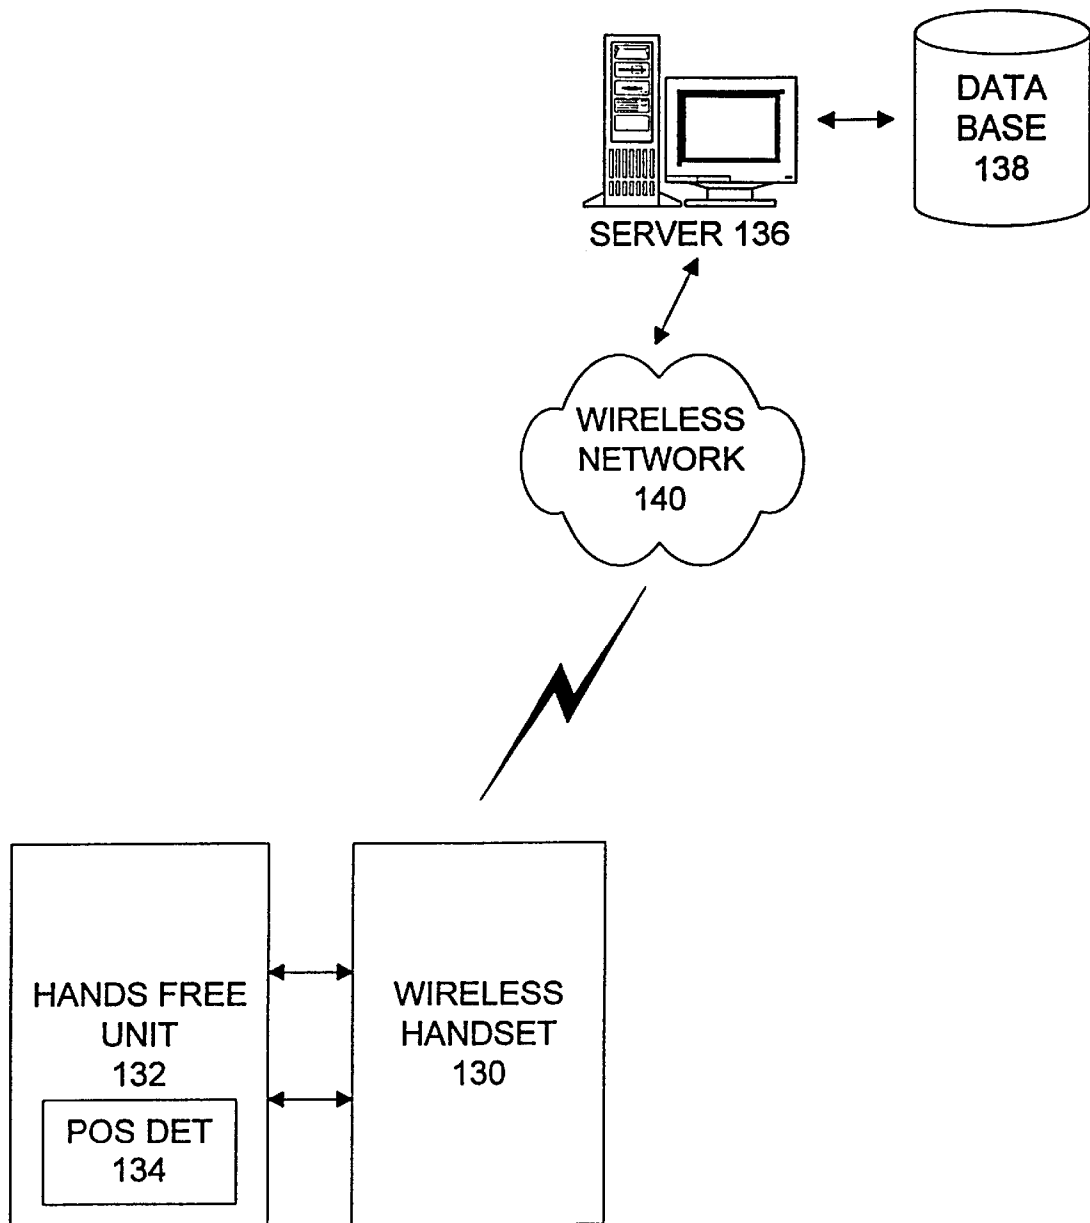 DATA
BASE
138
SERVER 136
WIRELESS
NETWORK
140
HANDS FREE
UNIT
132
POS DET
134
WIRELESS
HANDSET
130